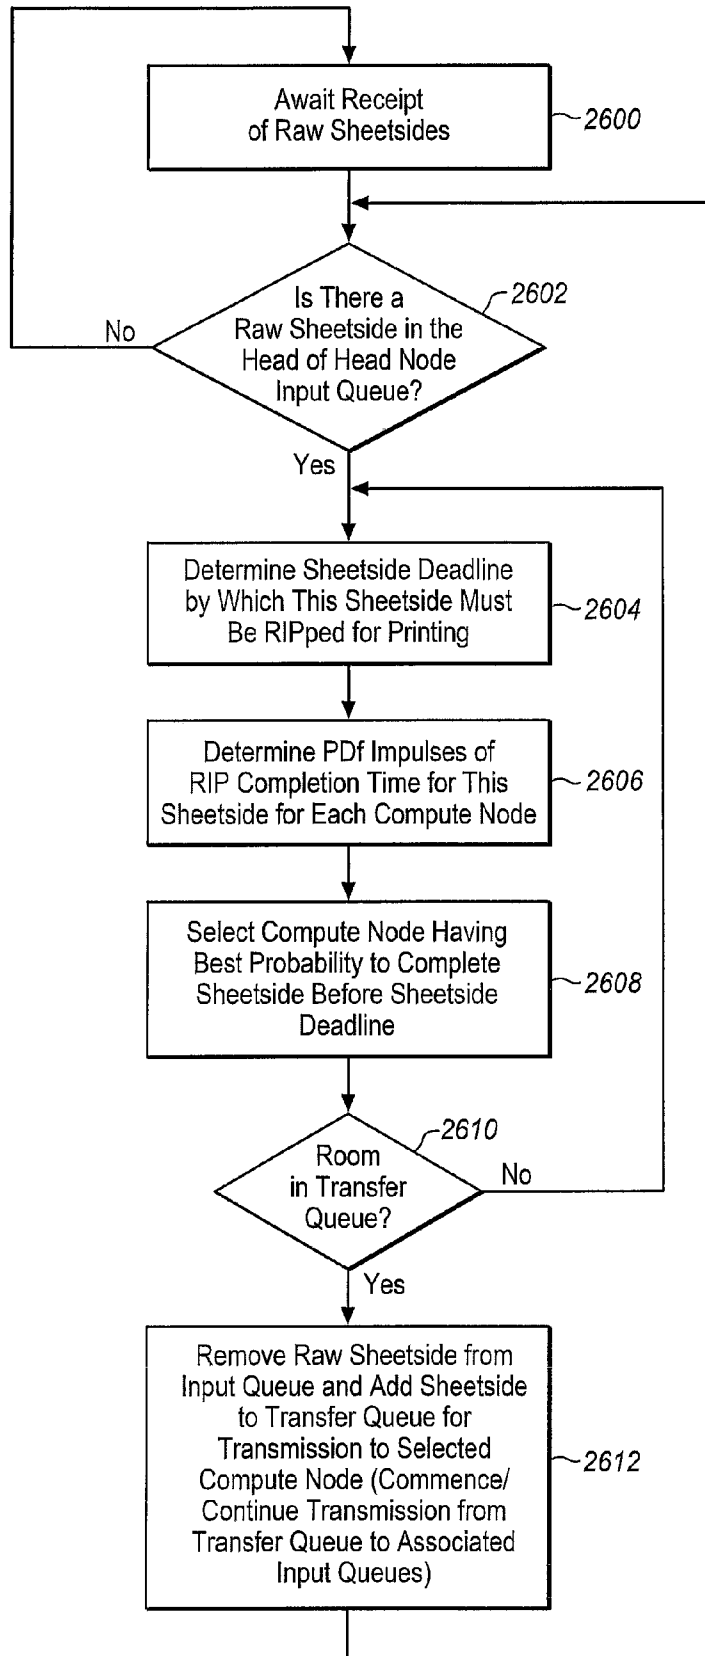 Await Receipt
of Raw Sheetsides
2600
Is There a
Raw Sheetside in the
Head of Head Node
Input Queue?
2602
No
Yes
Determine Sheetside Deadline
by Which This Sheetside Must
Be RIPped for Printing
2604
Determine PDf Impulses of
RIP Completion Time for This
Sheetside for Each Compute Node
2606
Select Compute Node Having
Best Probability to Complete
Sheetside Before Sheetside
Deadline
2608
Room
in Transfer
Queue?
2610
No
Yes
Remove Raw Sheetside from
Input Queue and Add Sheetside
to Transfer Queue for
Transmission to Selected
Compute Node (Commence/
Continue Transmission from
Transfer Queue to Associated
Input Queues)
2612